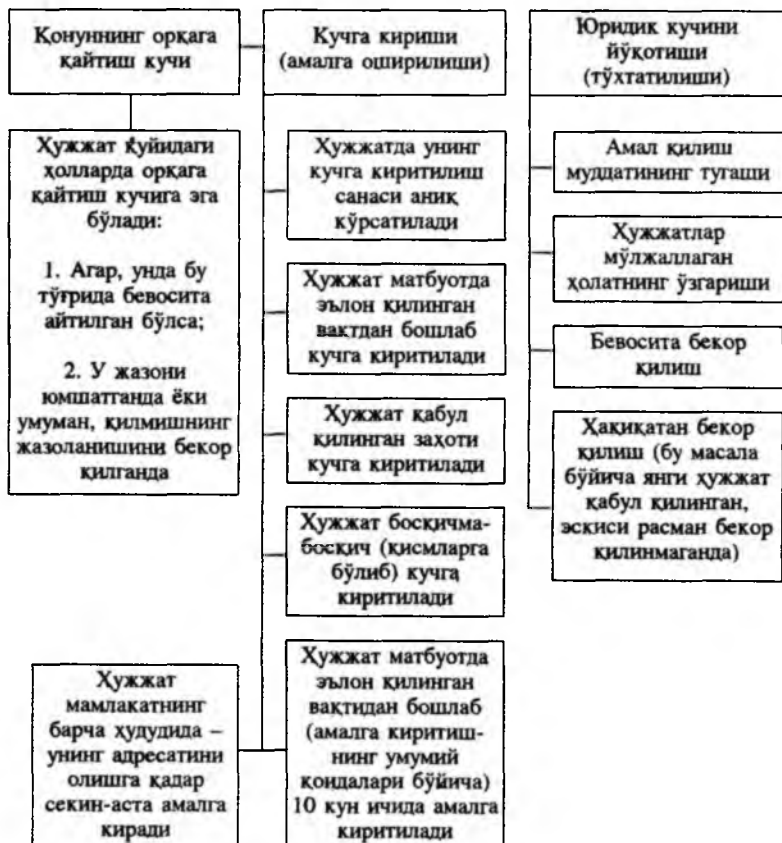 Қонуннинг орқага
қайтиш кучи
Кучга кириши
(амалга оширилиши)
Юридик кучини
йўқотиши
(тўхтатилиши)
Ҳужжат қуйидаги
ҳолларда орқага
қайтиш кучига эга
бўлади:
1. Агар, унда бу
тўғрида бевосита
айтилган бўлса;
2. У жазони
юмшатганда ёки
умуман, қилмишнинг
жазоланишини бекор
қилганда
Ҳужжатда унинг
кучга киритилиш
санаси аниқ
кўрсатилади
Ҳужжат матбуотда
эълон қилинган
вактдан бошлаб
кучга киритилади
Ҳужжат қабул
қилинган заҳоти
кучга киритилади
Ҳужжат босқичма-
босқич (қисмларга
бўлиб) кучга
киритилади
Ҳужжат матбуотда
эълон қилинган
вақтидан бошлаб
(амалга киритиш-
нинг умумий
қоидалари бўйича)
10 кун ичида амалга
киритилади
Ҳужжат
мамлакатнинг
барча ҳудудида –
унинг адресатини
олишга қадар
секин-аста амалга
киради
Амал қилиш
муддатининг тугаши
Ҳужжатлар
мўлжаллаган
ҳолатнинг ўзгариши
Бевосита бекор
қилиш
Ҳақиқатан бекор
қилиш (бу масала
бўйича янги ҳужжат
қабул қилинган,
эскиси расман бекор
қилинмаганда)